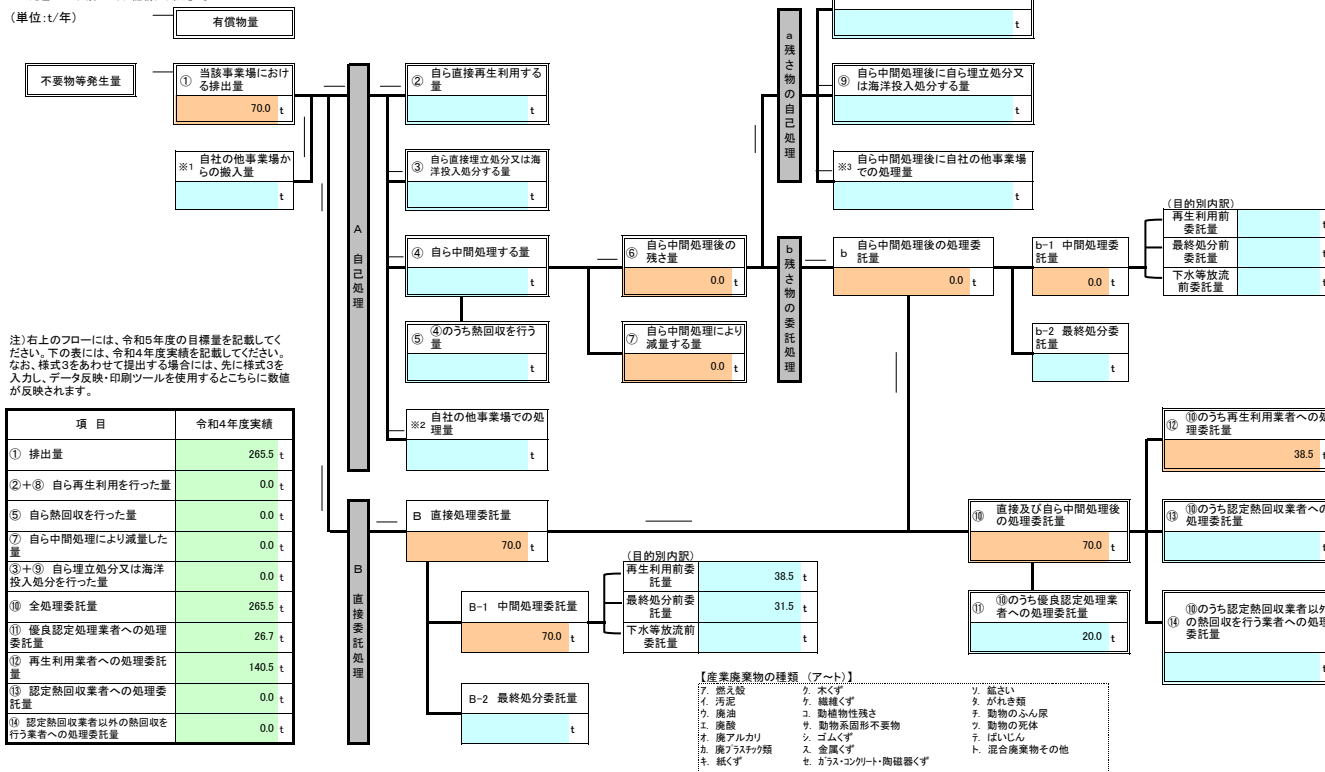 (単位:t/年)
有償物量
不要物等発生量
① 当該事業場におけ
る排出量
70.0 t
※1 自社の他事業場か
らの搬入量
t
A 自己処理
② 自ら直接再生利用する
量
t
③ 自ら直接埋立処分又は海
洋投入処分する量
t
④ 自ら中間処理する量
t
⑤ ④のうち熱回収を行う
量
t
※2 自社の他事業場での処
理量
t
⑥ 自ら中間処理後の
残さ量
0.0 t
⑦ 自ら中間処理により
減量する量
0.0 t
a 残さ物の自己処理
t
⑨ 自ら中間処理後に自ら埋立処分又
は海洋投入処分する量
t
※3 自ら中間処理後に自社の他事業場
での処理量
t
b 残さ物の委託処理
b 自ら中間処理後の処理委
託量
0.0 t
b-1 中間処理委
託量
0.0 t
b-2 最終処分委
託量
t
(目的別内訳)
再生利用前
委託量
t
最終処分前
委託量
t
下水等放流
前委託量
t
注)右上のフローには、令和5年度の目標量を記載してく
ださい。下の表には、令和4年度実績を記載してください。
なお、様式3をあわせて提出する場合には、先に様式3を
入力し、データ反映・印刷ツールを使用するとこちらに数値
が反映されます。
項 目 令和4年度実績
① 排出量 265.5 t
②+⑧ 自ら再生利用を行った量 0.0 t
⑤ 自ら熱回収を行った量 0.0 t
⑦ 自ら中間処理により減量した
量 0.0 t
③+⑨ 自ら埋立処分又は海洋
投入処分を行った量 0.0 t
⑩ 全処理委託量 265.5 t
⑪ 優良認定処理業者への処理
委託量 26.7 t
⑫ 再生利用業者への処理委託
量 140.5 t
⑬ 認定熱回収業者への処理委
託量 0.0 t
⑭ 認定熱回収業者以外の熱回収を
行う業者への処理委託量 0.0 t
B 直接委託処理
B 直接処理委託量
70.0 t
B-1 中間処理委託量
70.0 t
B-2 最終処分委託量
t
(目的別内訳)
再生利用前委
託量
38.5 t
最終処分前委
託量
31.5 t
下水等放流前
委託量
t
⑩ 直接及び自ら中間処理後
の処理委託量
70.0 t
⑪ ⑩のうち優良認定処理業
者への処理委託量
20.0 t
⑫ ⑩のうち再生利用業者への処
理委託量
38.5 t
⑬ ⑩のうち認定熱回収業者への
処理委託量
t
⑭ ⑩のうち認定熱回収業者以外
の熱回収を行う業者への処理
委託量
t
【産業廃棄物の種類 (ア~ト)】
ア. 燃え殻 ク. 木くず ソ. 鉱さい
イ. 汚泥 ケ. 繊維くず タ. がれき類
ウ. 廃油 コ. 動植物性残さ チ. 動物のふん尿
エ. 廃酸 サ. 動物系固形不要物 ツ. 動物の死体
オ. 廃アルカリ シ. ゴムくず テ. ばいじん
カ. 廃プラスチック類 ス. 金属くず ト. 混合廃棄物その他
キ. 紙くず セ. ガラス・コンクリート・陶磁器くず